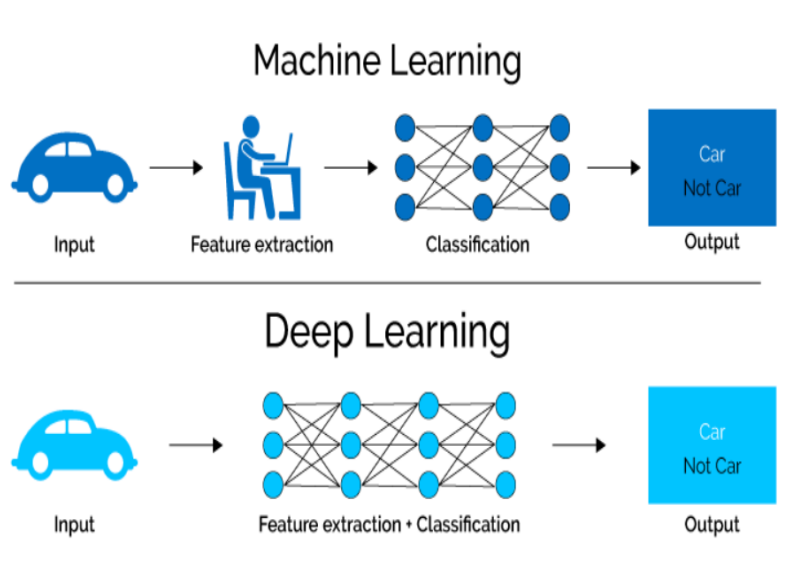 Machine Learning
Car
Not Car
Input
Feature extraction
Classification
Output
Deep Learning
Car
Not Car
Input
Feature extraction + Classification
Output